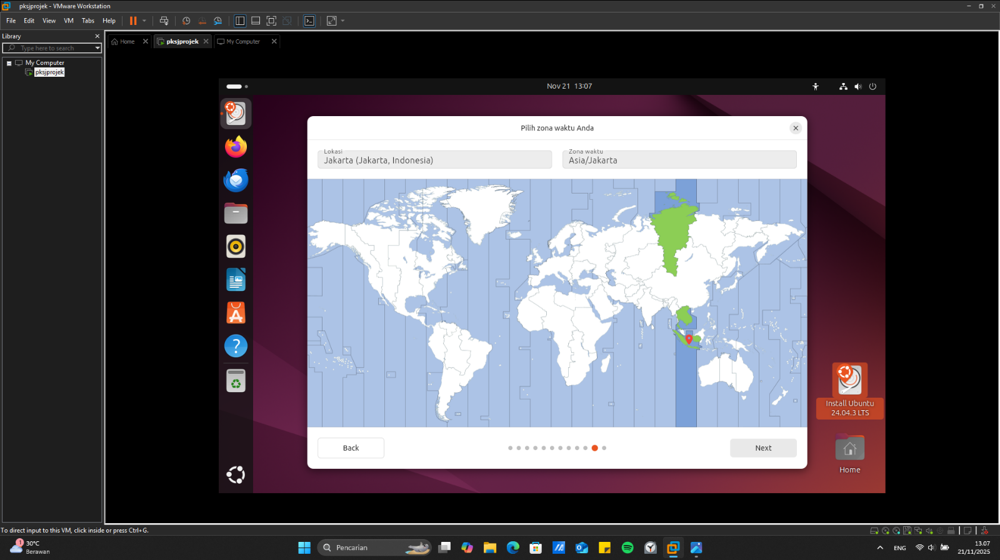 pksjprojek - VMware Workstation
File Edit View VM Tabs Help
Library
Type here to search
My Computer
pksjprojek
Home
pksjprojek
My Computer
Nov 21 13:07
Pilih zona waktu Anda
Lokasi
Jakarta (Jakarta, Indonesia)
Zona waktu
Asia/Jakarta
Back
Next
Install Ubuntu
24.04.3 LTS
Home
To direct input to this VM, click inside or press Ctrl+G.
1
30°C
Berawan
Pencarian
ENG
13.07
21/11/2025